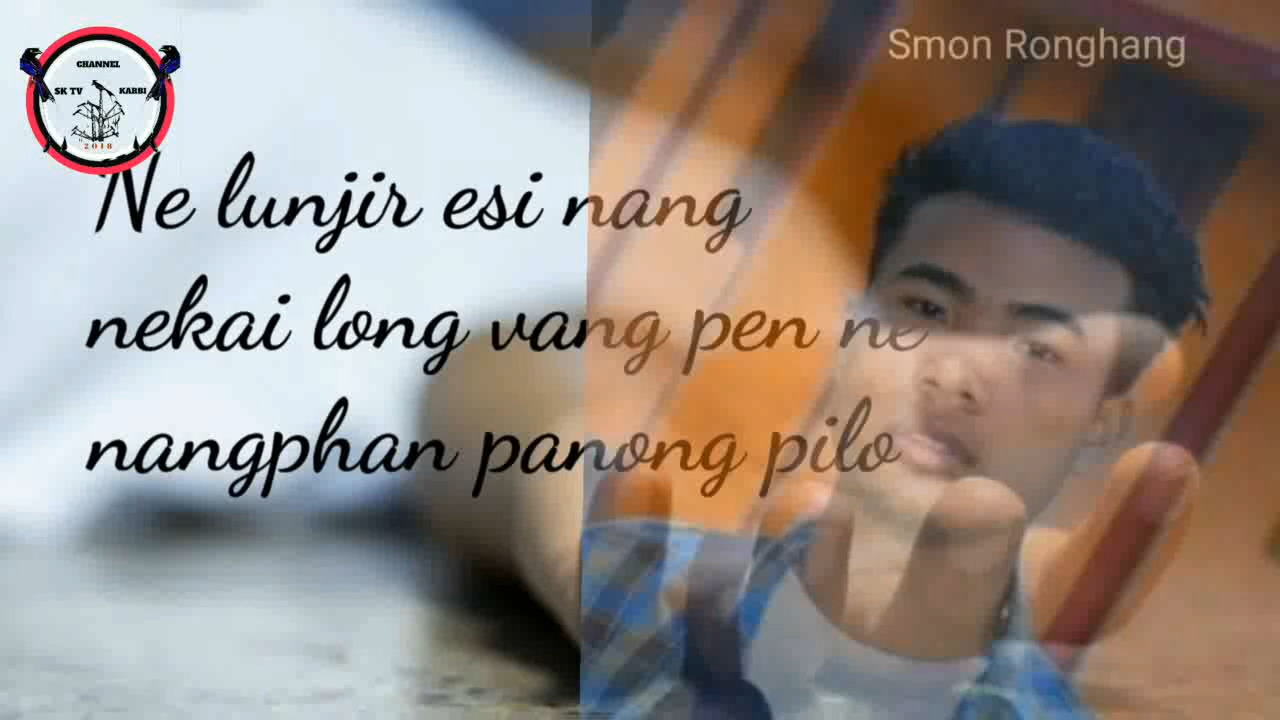 Smon Ronghang
CHANNEL
SK TV KARBI
2018
Ne lunjir esi nang
nekai long vang pen ne
nangphan panong pilo